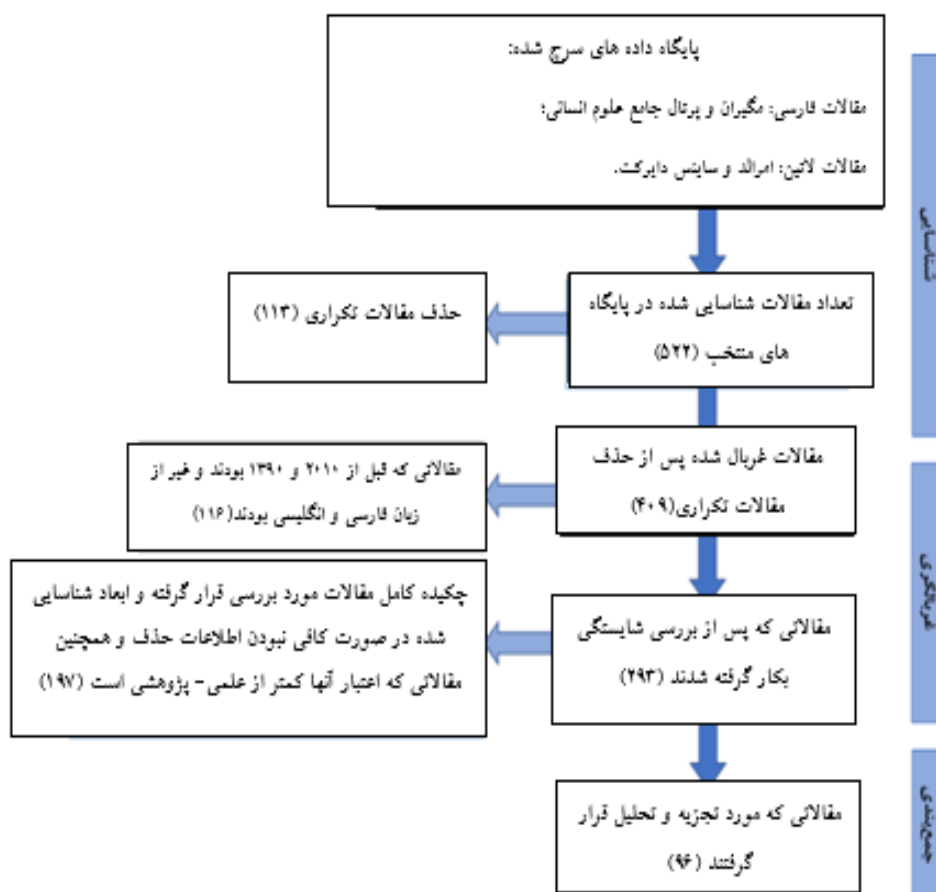 پایگاه داده های سرچ شده:
مقالات فارسی: مگیران و پرتال جامع علوم انسانی؛
مقالات لاتین: امرالد و ساینس دایرکت.
شناسایی
تعداد مقالات شناسایی شده در پایگاه
های منتخب (۵۲۲)
حذف مقالات تکراری (۱۱۳)
مقالات غربال شده پس از حذف
مقالات تکراری(۴۰۹)
مقالاتی که قبل از ۲۰۱۰ و ۱۳۹۰ بودند و غیر از
زبان فارسی و انگلیسی بودند(۱۱۶)
غربالگری
مقالاتی که پس از بررسی شایستگی
بکار گرفته شدند (۲۹۳)
چکیده کامل مقالات مورد بررسی قرار گرفته و ابعاد شناسایی
شده در صورت کافی نبودن اطلاعات حذف و همچنین
مقالاتی که اعتبار آنها کمتر از علمی- پژوهشی است (۱۹۷)
جمع‌بندی
مقالاتی که مورد تجزیه و تحلیل قرار
گرفتند (۹۶)